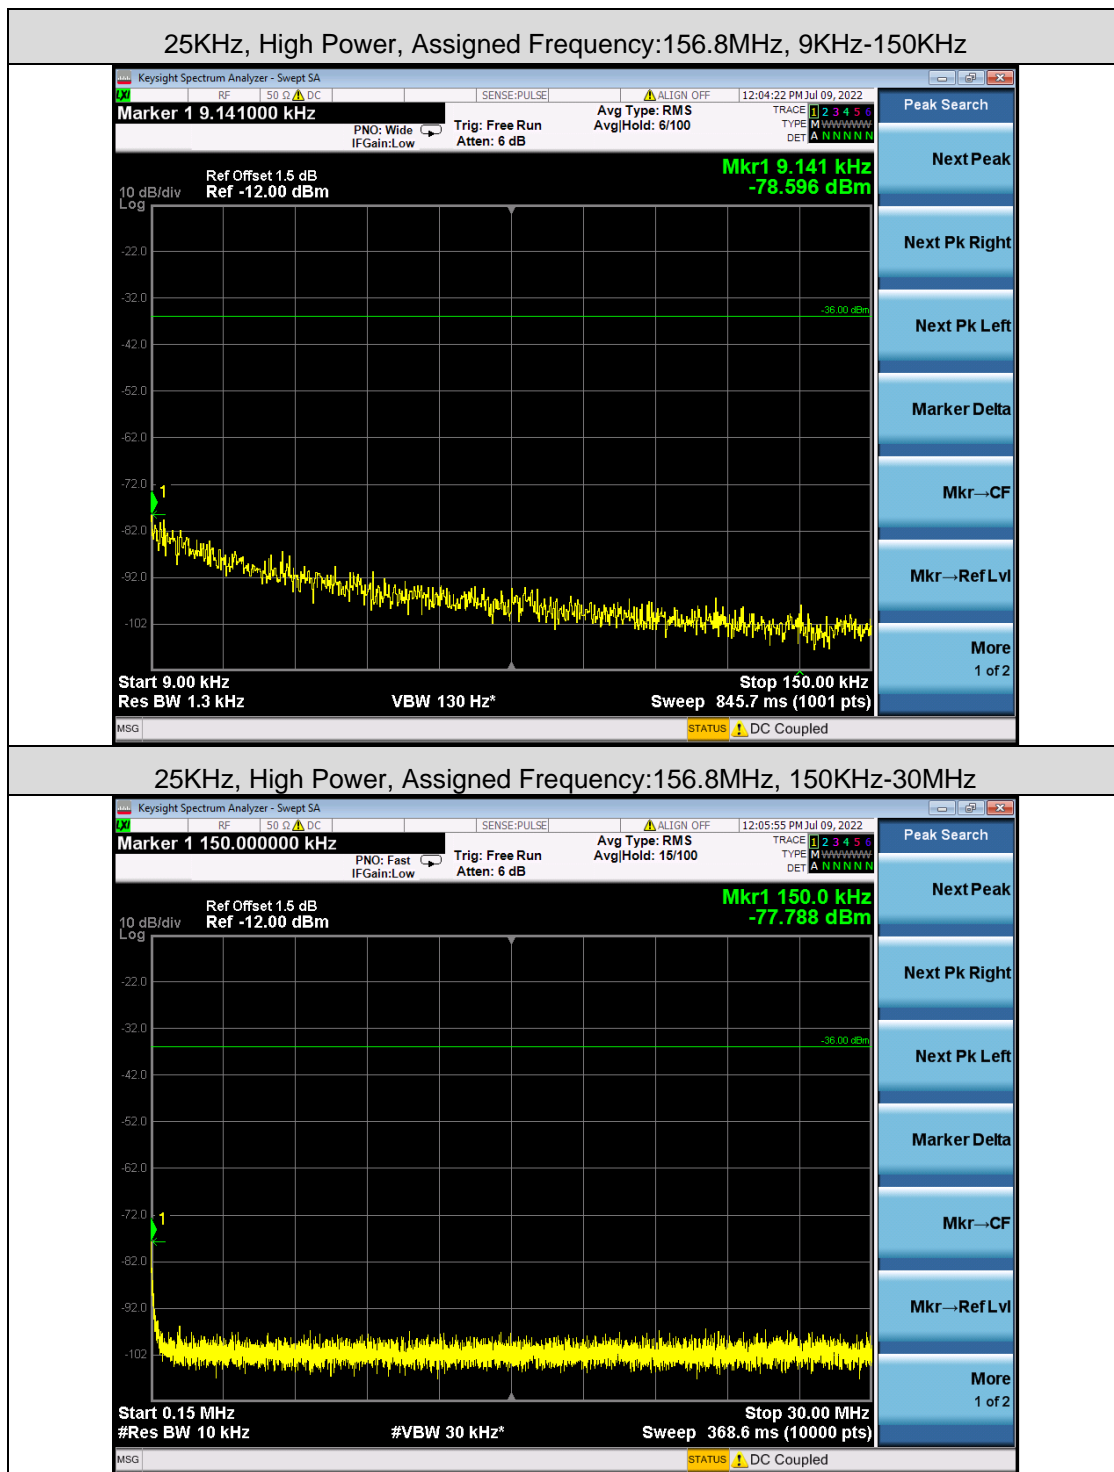 25KHz, High Power, Assigned Frequency:156.8MHz, 9KHz-150KHz
Keysight Spectrum Analyzer - Swept SA
LXI RF 50 Ω DC SENSE:PULSE ALIGN OFF 12:04:22 PM Jul 09, 2022
Marker 1 9.141000 kHz
PNO: Wide
IFGain:Low
Trig: Free Run
Atten: 6 dB
Avg Type: RMS
Avg|Hold: 6/100
TRACE 1 2 3 4 5 6
TYPE M WWWWW
DET A N N N N N
Peak Search
Next Peak
Next Pk Right
Next Pk Left
Marker Delta
Mkr→CF
Mkr→Ref Lvl
More
1 of 2
Mkr1 9.141 kHz
-78.596 dBm
Ref Offset 1.5 dB
10 dB/div Ref -12.00 dBm
Log
-22.0
-32.0
-36.00 dBm
-42.0
-52.0
-62.0
-72.0
1
-82.0
-92.0
-102
Start 9.00 kHz Stop 150.00 kHz
Res BW 1.3 kHz VBW 130 Hz* Sweep 845.7 ms (1001 pts)
MSG STATUS DC Coupled
25KHz, High Power, Assigned Frequency:156.8MHz, 150KHz-30MHz
Keysight Spectrum Analyzer - Swept SA
LXI RF 50 Ω DC SENSE:PULSE ALIGN OFF 12:05:55 PM Jul 09, 2022
Marker 1 150.000000 kHz
PNO: Fast
IFGain:Low
Trig: Free Run
Atten: 6 dB
Avg Type: RMS
Avg|Hold: 15/100
TRACE 1 2 3 4 5 6
TYPE M WWWWW
DET A N N N N N
Peak Search
Next Peak
Next Pk Right
Next Pk Left
Marker Delta
Mkr→CF
Mkr→Ref Lvl
More
1 of 2
Mkr1 150.0 kHz
-77.788 dBm
Ref Offset 1.5 dB
10 dB/div Ref -12.00 dBm
Log
-22.0
-32.0
-36.00 dBm
-42.0
-52.0
-62.0
-72.0
1
-82.0
-92.0
-102
Start 0.15 MHz Stop 30.00 MHz
#Res BW 10 kHz #VBW 30 kHz* Sweep 368.6 ms (10000 pts)
MSG STATUS DC Coupled